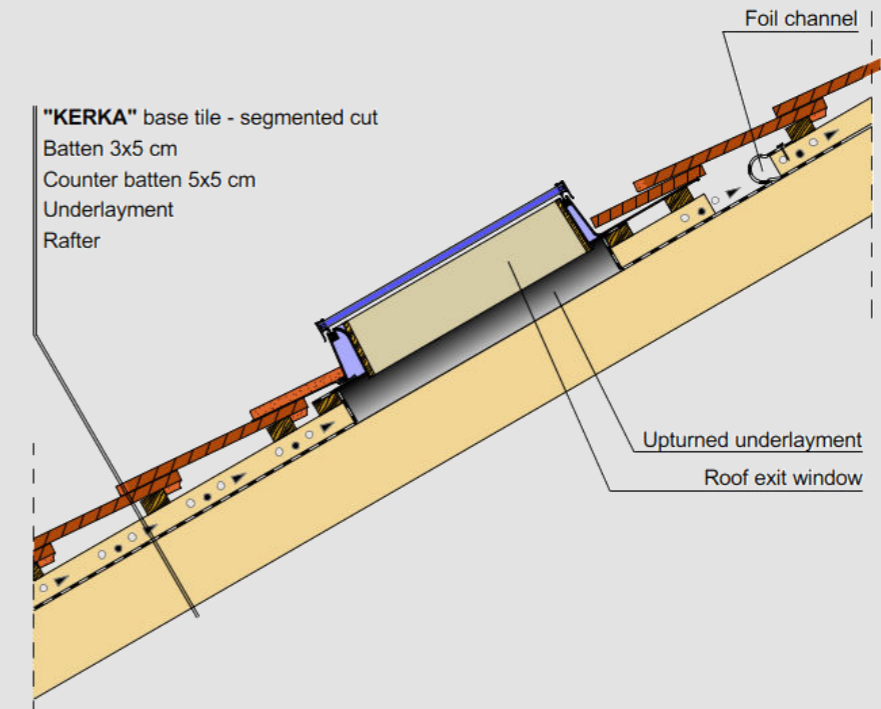 Foil channel
"KERKA" base tile - segmented cut
Batten 3x5 cm
Counter batten 5x5 cm
Underlayment
Rafter
Upturned underlayment
Roof exit window